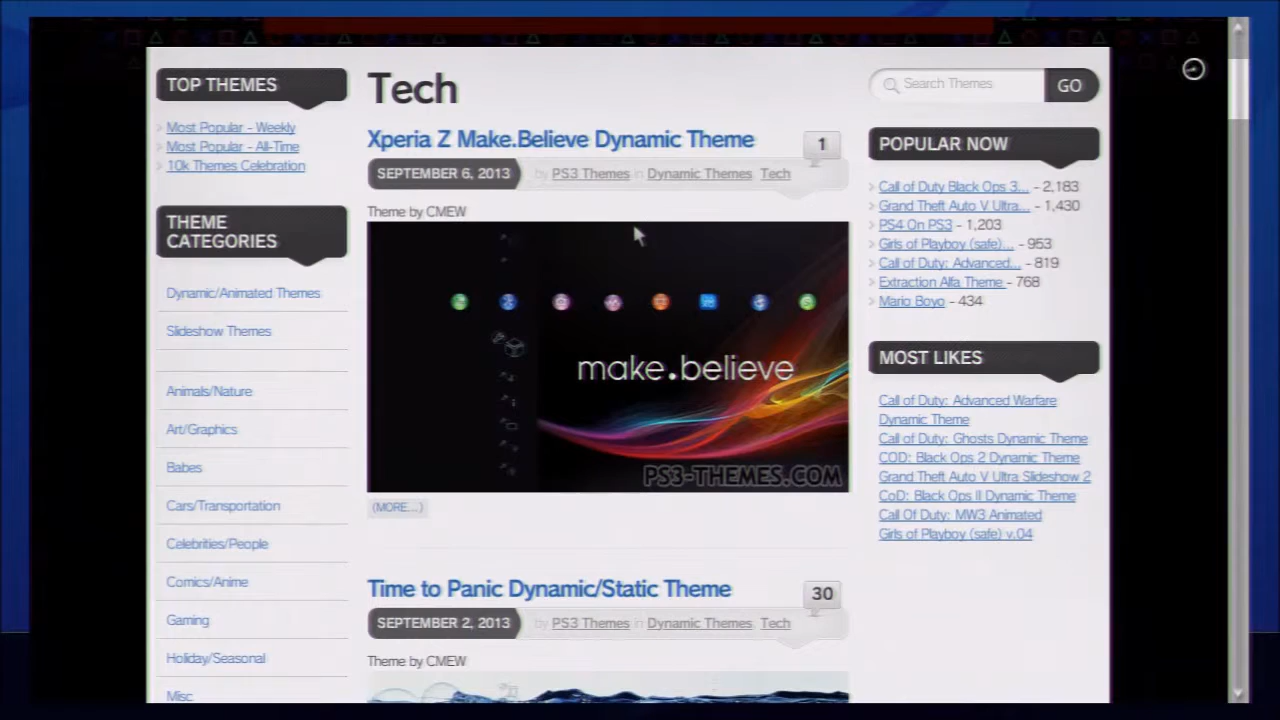 TOP THEMES
Most Popular - Weekly
Most Popular - All-Time
10k Themes Celebration
THEME
CATEGORIES
Dynamic/Animated Themes
Slideshow Themes
Animals/Nature
Art/Graphics
Babes
Cars/Transportation
Celebrities/People
Comics/Anime
Gaming
Holiday/Seasonal
Misc
Tech
Xperia Z Make.Believe Dynamic Theme
1
SEPTEMBER 6, 2013 by PS3 Themes in Dynamic Themes, Tech
Theme by CMEW
make.believe
PS3-THEMES.COM
(MORE...)
Time to Panic Dynamic/Static Theme
30
SEPTEMBER 2, 2013 by PS3 Themes in Dynamic Themes, Tech
Theme by CMEW
Search Themes
GO
POPULAR NOW
Call of Duty Black Ops 3... - 2,183
Grand Theft Auto V Ultra... - 1,430
PS4 On PS3 - 1,203
Girls of Playboy (safe)... - 953
Call of Duty: Advanced... - 819
Extraction Alfa Theme - 768
Mario Boyo - 434
MOST LIKES
Call of Duty: Advanced Warfare
Dynamic Theme
Call of Duty: Ghosts Dynamic Theme
COD: Black Ops 2 Dynamic Theme
Grand Theft Auto V Ultra Slideshow 2
CoD: Black Ops II Dynamic Theme
Call Of Duty: MW3 Animated
Girls of Playboy (safe) v.04